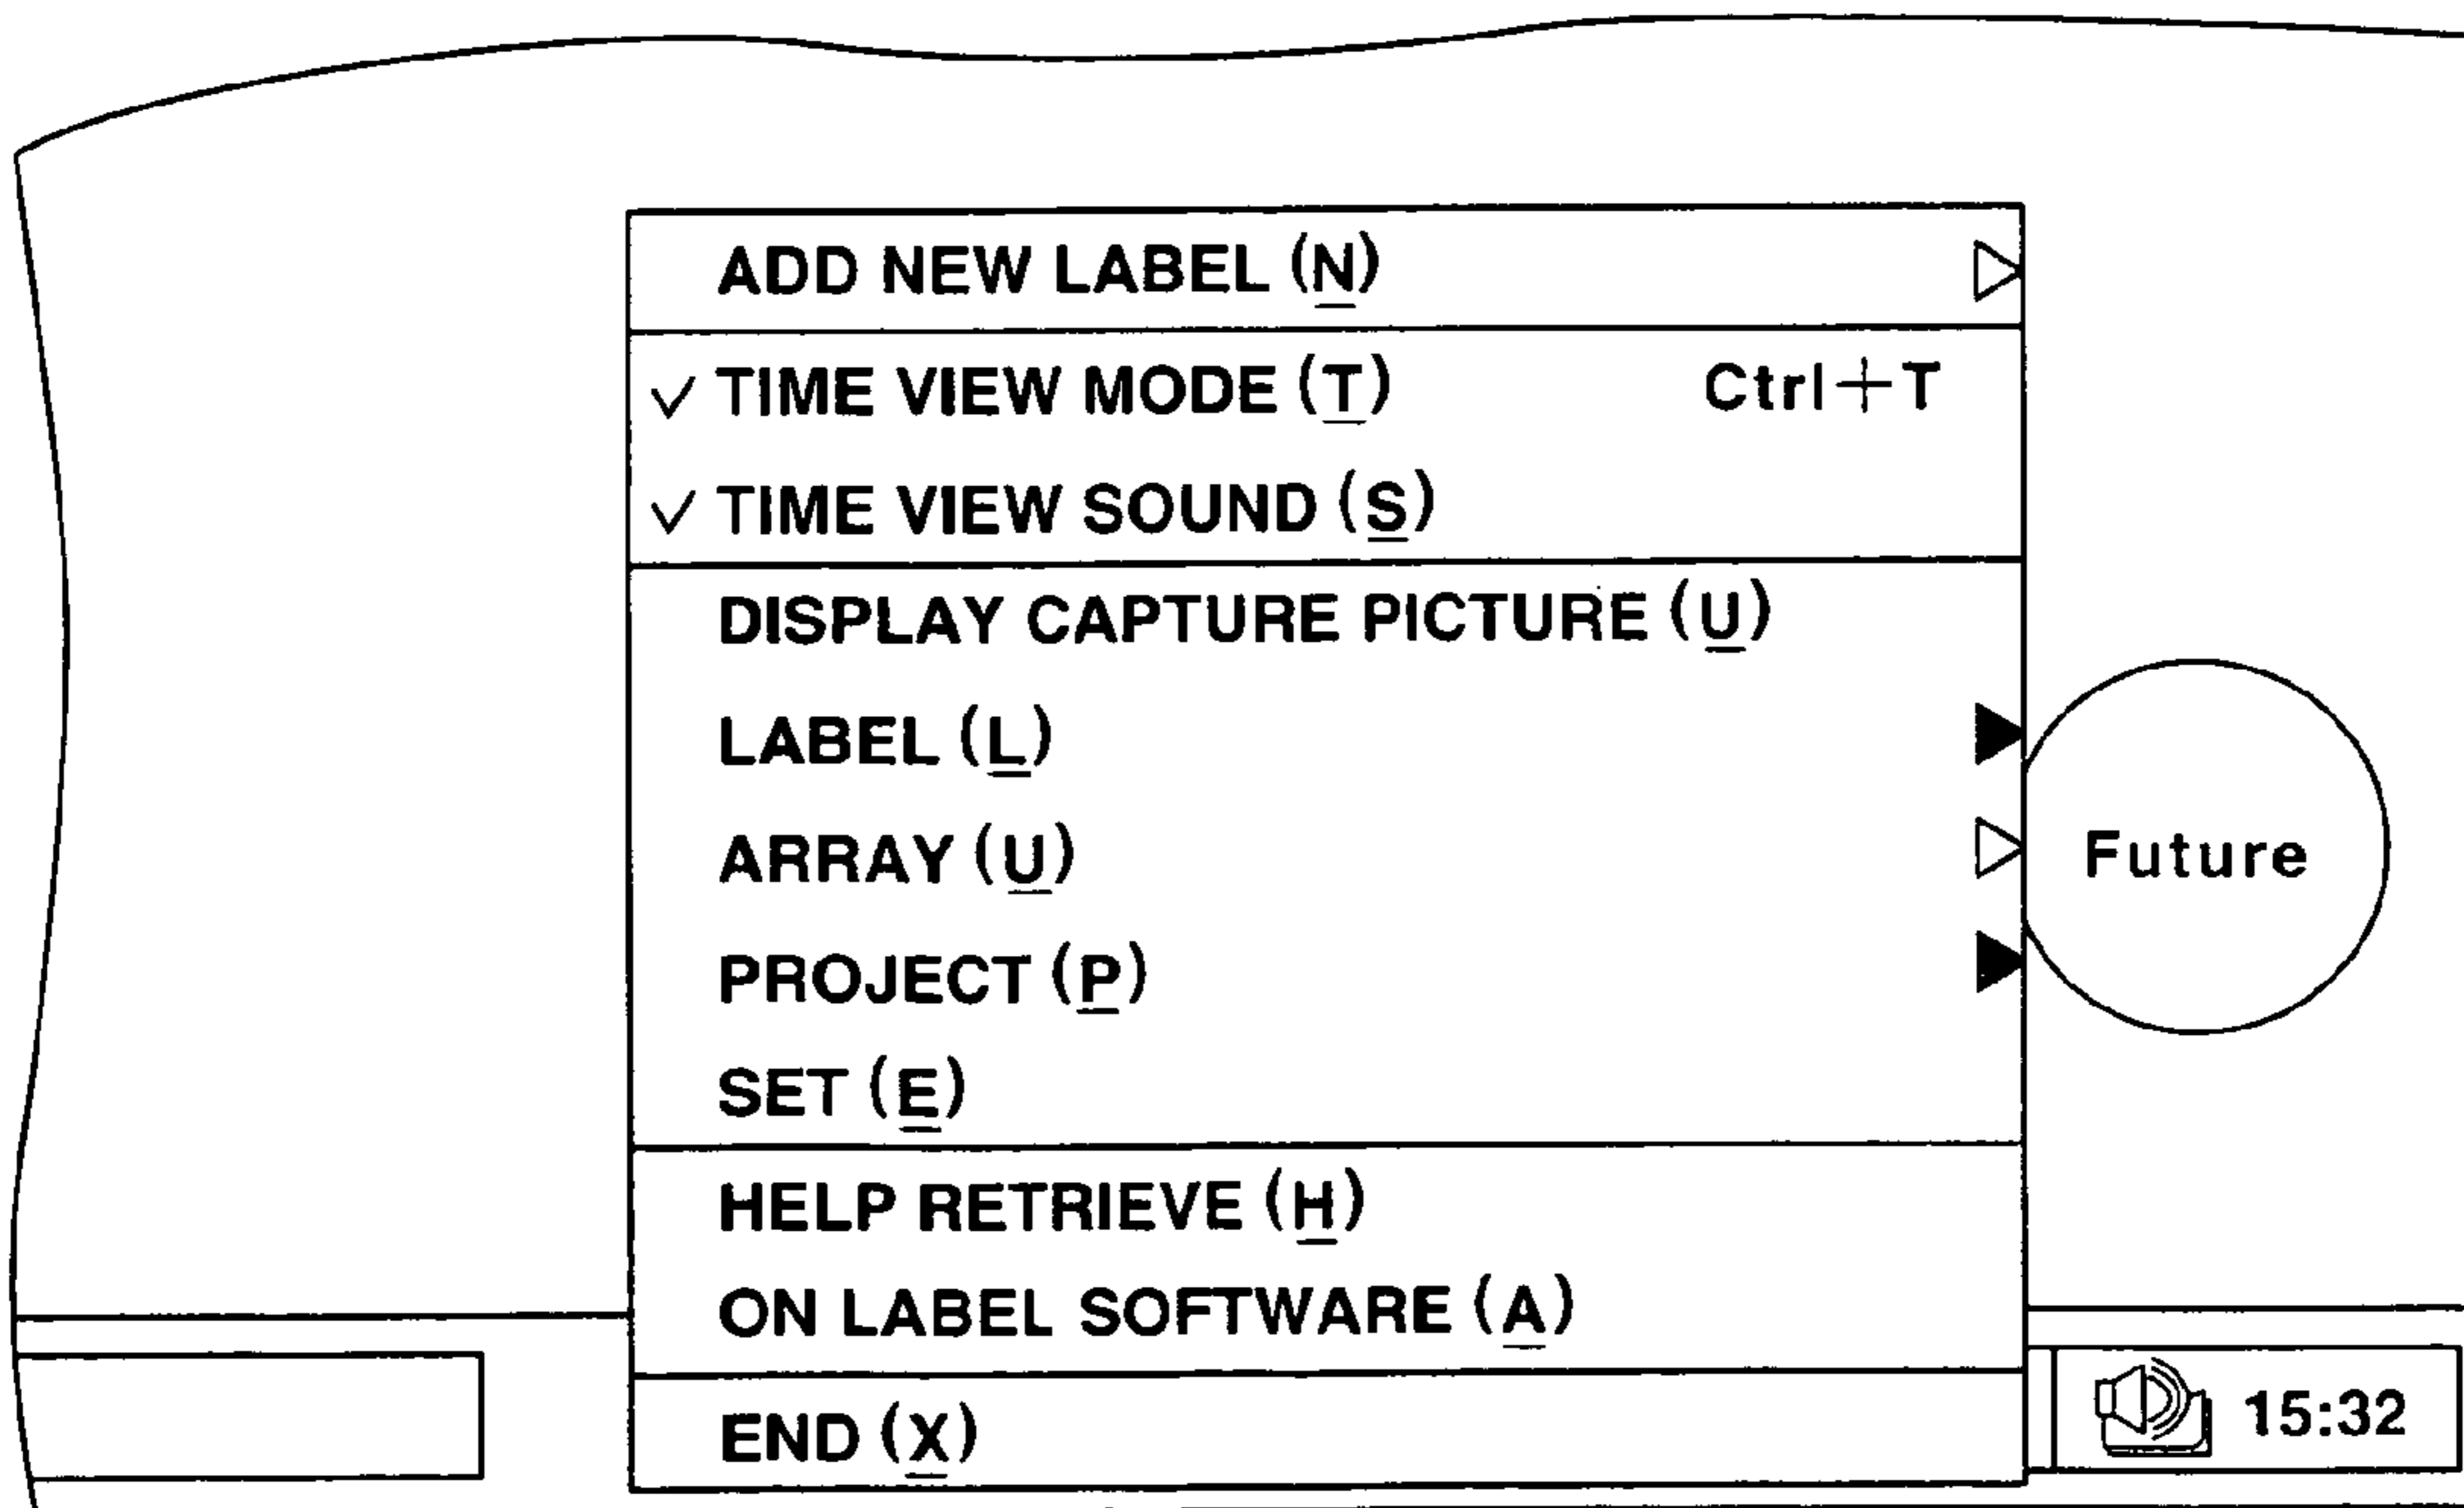 ADD NEW LABEL (N)
TIME VIEW MODE (T) Ctrl+T
TIME VIEW SOUND (S)
DISPLAY CAPTURE PICTURE (U)
LABEL (L)
ARRAY (U)
Future
PROJECT (P)
SET (E)
HELP RETRIEVE (H)
ON LABEL SOFTWARE (A)
END (X)
15:32